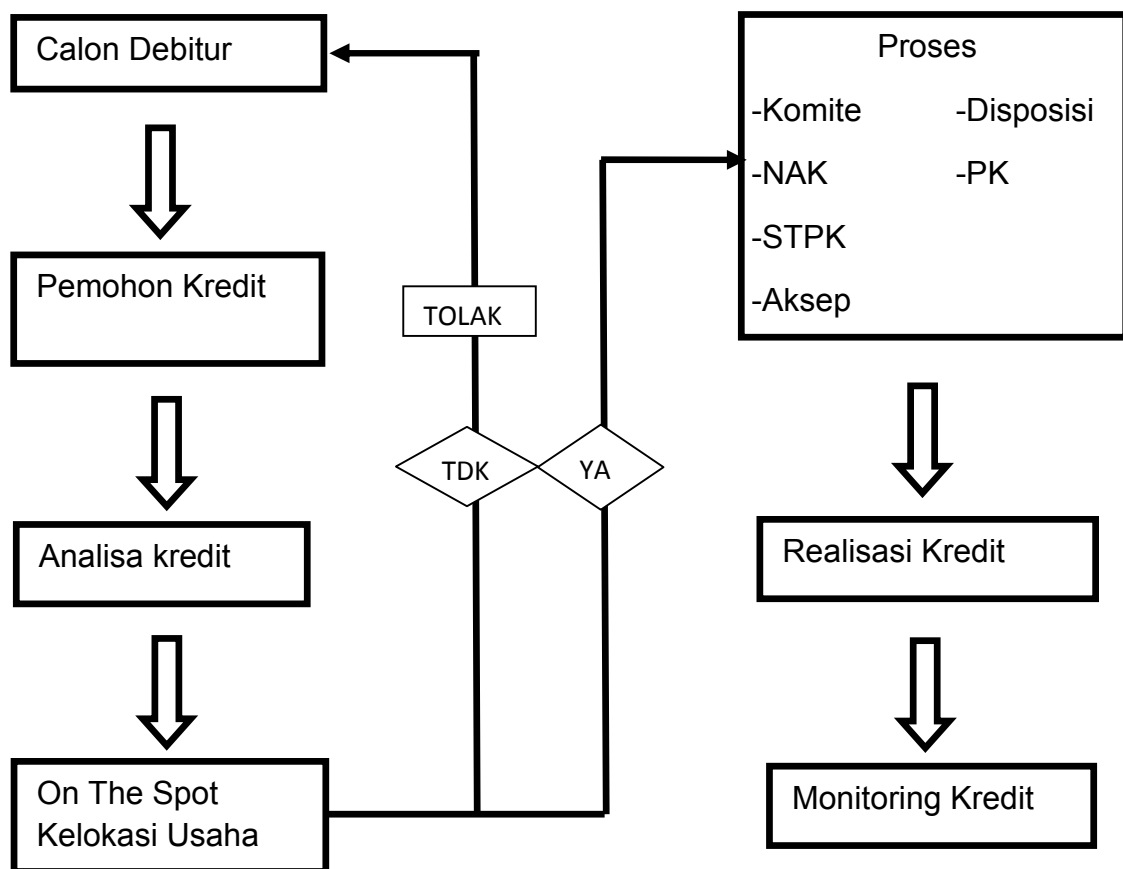 Calon Debitur
Pemohon Kredit
Analisa kredit
On The Spot
Kelokasi Usaha
TOLAK
TDK
YA
Proses
-Komite -Disposisi
-NAK -PK
-STPK
-Aksep
Realisasi Kredit
Monitoring Kredit